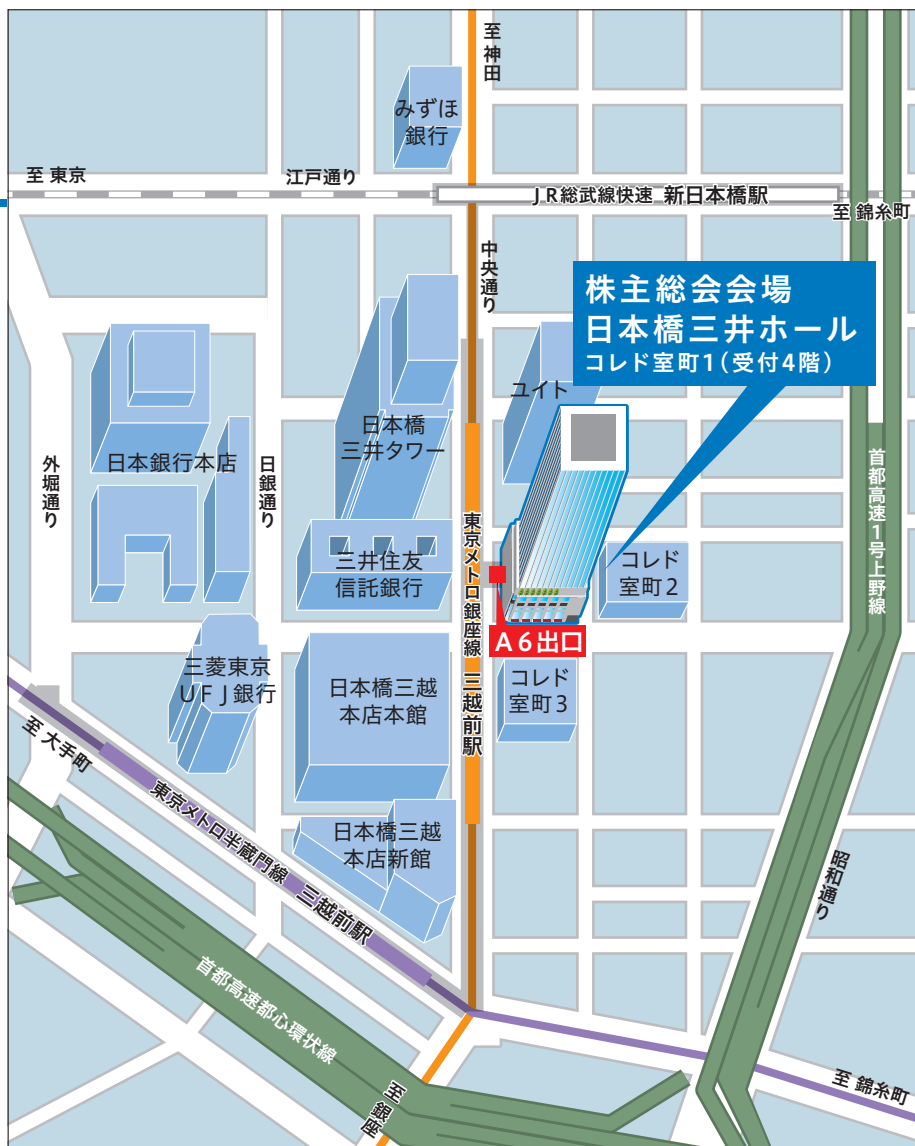 至 神田
みずほ
銀行
至 東京
江戸通り
JR総武線快速 新日本橋駅
至 錦糸町
中央通り
株主総会会場
日本橋三井ホール
コレド室町1(受付4階)
ユイト
日本橋
三井タワー
日本銀行本店
外堀通り
日銀通り
首都高速1号上野線
東京メトロ銀座線 三越前駅
三井住友
信託銀行
コレド
室町2
A6出口
三菱東京
UFJ銀行
日本橋三越
本店本館
コレド
室町3
至 大手町
東京メトロ半蔵門線 三越前駅
日本橋三越
本店新館
昭和通り
首都高速都心環状線
至 銀座
至 錦糸町